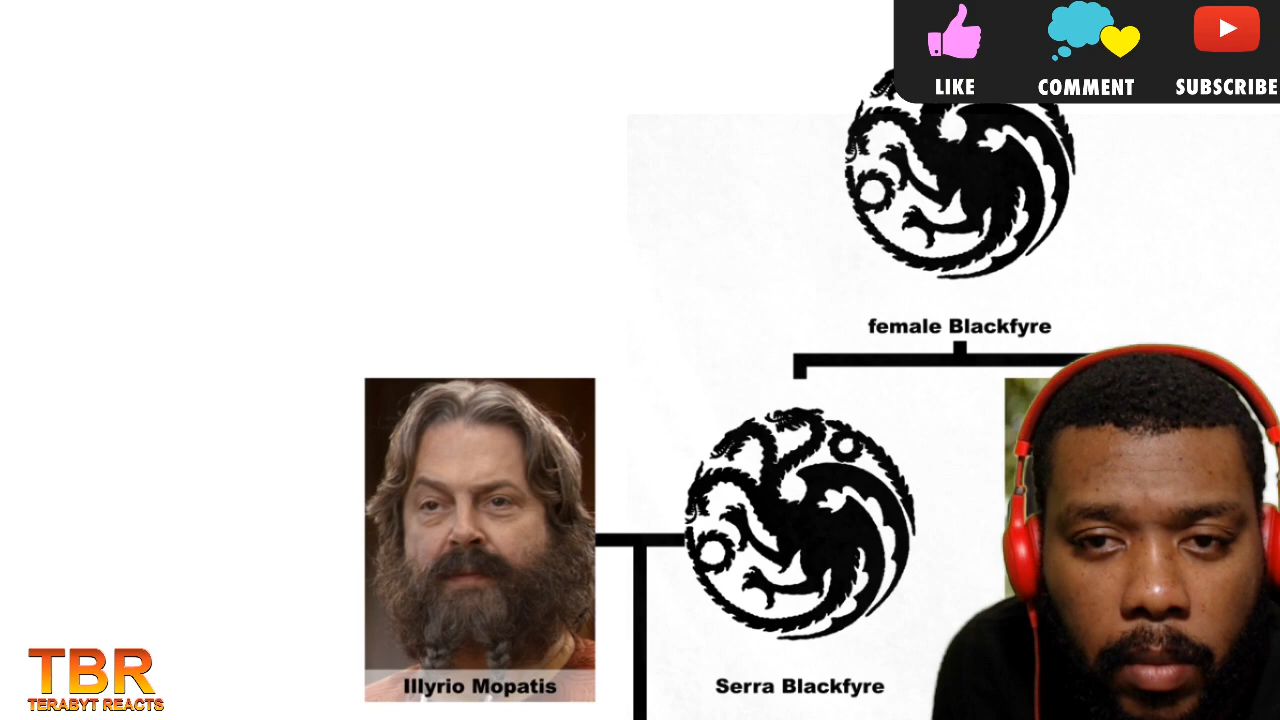 LIKE
COMMENT
SUBSCRIBE
female Blackfyre
Illyrio Mopatis
Serra Blackfyre
TBR
TERABYT REACTS